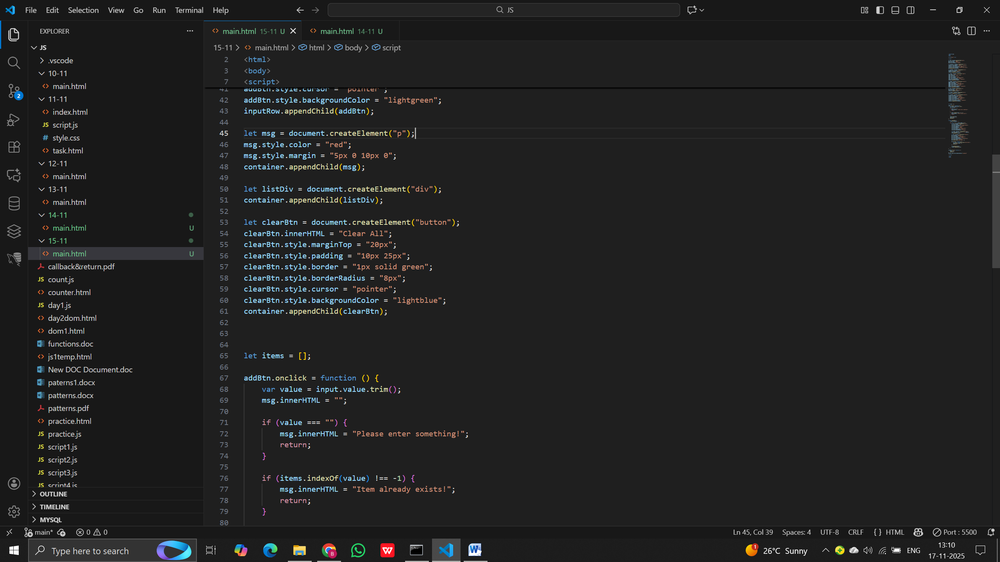 File Edit Selection View Go Run Terminal Help
JS
EXPLORER
JS
.vscode
10-11
main.html
11-11
index.html
JS script.js
# style.css
task.html
12-11
main.html
13-11
main.html
14-11
main.html U
15-11
main.html U
callback&return.pdf
JS count.js
counter.html
JS day1.js
day2dom.html
dom1.html
functions.doc
js1temp.html
New DOC Document.doc
paterns1.docx
patterns.docx
patterns.pdf
practice.html
JS practice.js
JS script1.js
JS script2.js
JS script3.js
JS script4.js
OUTLINE
TIMELINE
MYSQL
2
main.html 15-11 U
main.html 14-11 U
15-11 > main.html > html > body > script
2 <html>
3 <body>
7 <script>
41 addBtn.style.cursor = "pointer";
42 addBtn.style.backgroundColor = "lightgreen";
43 inputRow.appendChild(addBtn);
44
45 let msg = document.createElement("p");
46 msg.style.color = "red";
47 msg.style.margin = "5px 0 10px 0";
48 container.appendChild(msg);
49
50 let listDiv = document.createElement("div");
51 container.appendChild(listDiv);
52
53 let clearBtn = document.createElement("button");
54 clearBtn.innerHTML = "Clear All";
55 clearBtn.style.marginTop = "20px";
56 clearBtn.style.padding = "10px 25px";
57 clearBtn.style.border = "1px solid green";
58 clearBtn.style.borderRadius = "8px";
59 clearBtn.style.cursor = "pointer";
60 clearBtn.style.backgroundColor = "lightblue";
61 container.appendChild(clearBtn);
62
63
64
65 let items = [];
66
67 addBtn.onclick = function () {
68 var value = input.value.trim();
69 msg.innerHTML = "";
70
71 if (value === "") {
72 msg.innerHTML = "Please enter something!";
73 return;
74 }
75
76 if (items.indexOf(value) !== -1) {
77 msg.innerHTML = "Item already exists!";
78 return;
79 }
80
main* 0 0
Ln 45, Col 39 Spaces: 4 UTF-8 CRLF {} HTML Port : 5500
Type here to search
B
W
W
1
26°C Sunny
ENG
13:10
17-11-2025